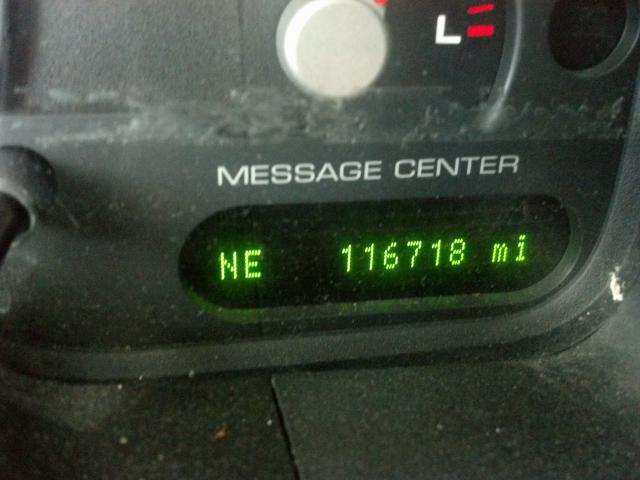 L
MESSAGE CENTER
NE 116718 mi